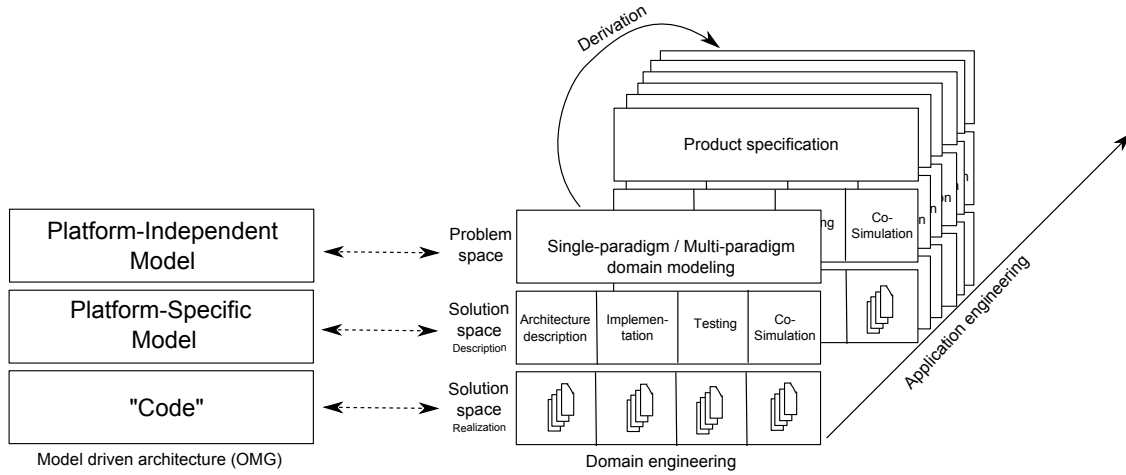 Derivation
Product specification
ng
Co-
Simulation
on
Platform-Independent
Model
Problem
space
Single-paradigm / Multi-paradigm
domain modeling
Platform-Specific
Model
Solution
space
Description
Architecture
description
Implemen-
tation
Testing
Co-
Simulation
"Code"
Solution
space
Realization
Application engineering
Model driven architecture (OMG)
Domain engineering